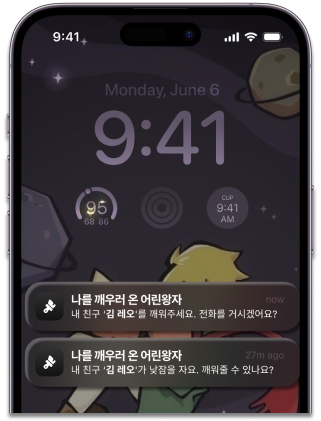 9:41
Monday, June 6
9:41
95
68 86
CUP
9:41
AM
나를 깨우러 온 어린왕자
now
내 친구 '김 레오'를 깨워주세요. 전화를 거시겠어요?
나를 깨우러 온 어린왕자
27m ago
내 친구 '김 레오'가 낮잠을 자요. 깨워줄 수 있나요?